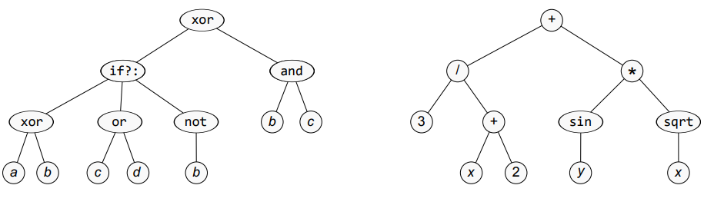 xor +
if?: and / *
xor or not b c 3 + sin sqrt
a b c d b x 2 y x